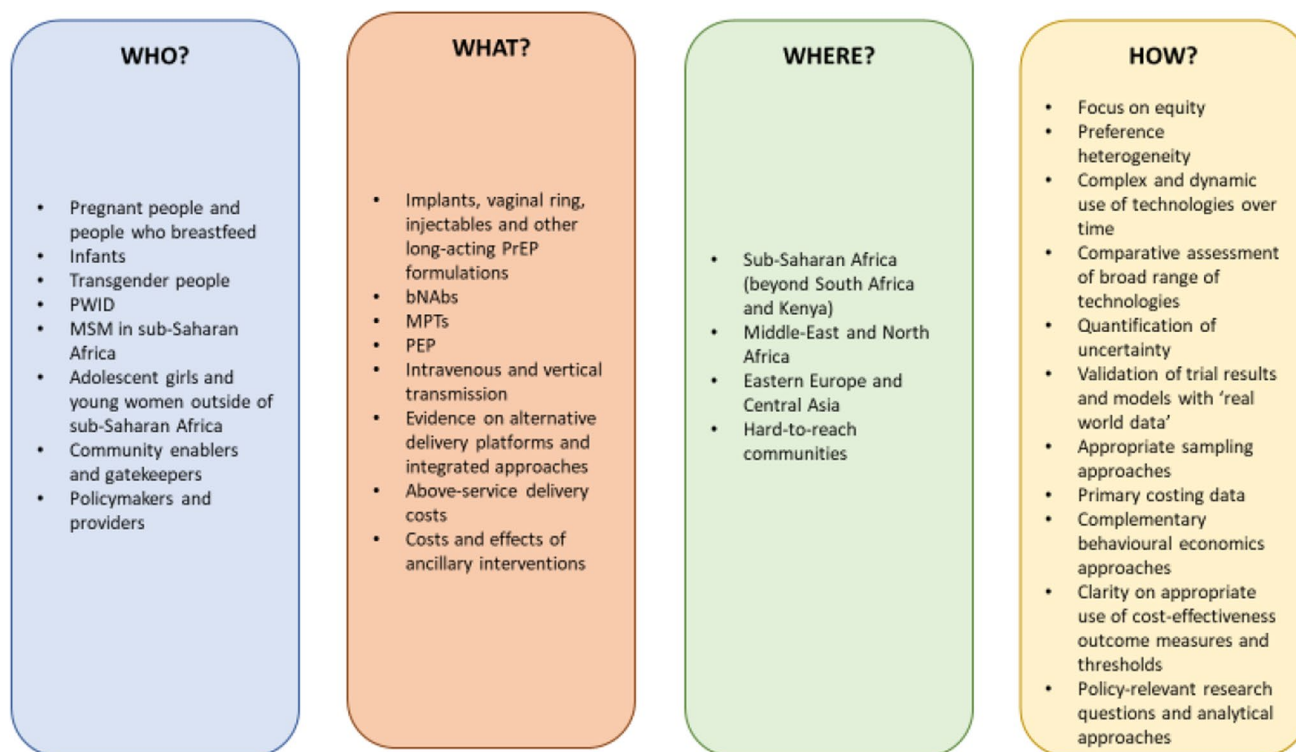 WHO?
• Pregnant people and
people who breastfeed
• Infants
• Transgender people
• PWID
• MSM in sub-Saharan
Africa
• Adolescent girls and
young women outside of
sub-Saharan Africa
• Community enablers
and gatekeepers
• Policymakers and
providers
WHAT?
• Implants, vaginal ring,
injectables and other
long-acting PrEP
formulations
• bNAbs
• MPTs
• PEP
• Intravenous and vertical
transmission
• Evidence on alternative
delivery platforms and
integrated approaches
• Above-service delivery
costs
• Costs and effects of
ancillary interventions
WHERE?
• Sub-Saharan Africa
(beyond South Africa
and Kenya)
• Middle-East and North
Africa
• Eastern Europe and
Central Asia
• Hard-to-reach
communities
HOW?
• Focus on equity
• Preference
heterogeneity
• Complex and dynamic
use of technologies over
time
• Comparative assessment
of broad range of
technologies
• Quantification of
uncertainty
• Validation of trial results
and models with ‘real
world data’
• Appropriate sampling
approaches
• Primary costing data
• Complementary
behavioural economics
approaches
• Clarity on appropriate
use of cost-effectiveness
outcome measures and
thresholds
• Policy-relevant research
questions and analytical
approaches